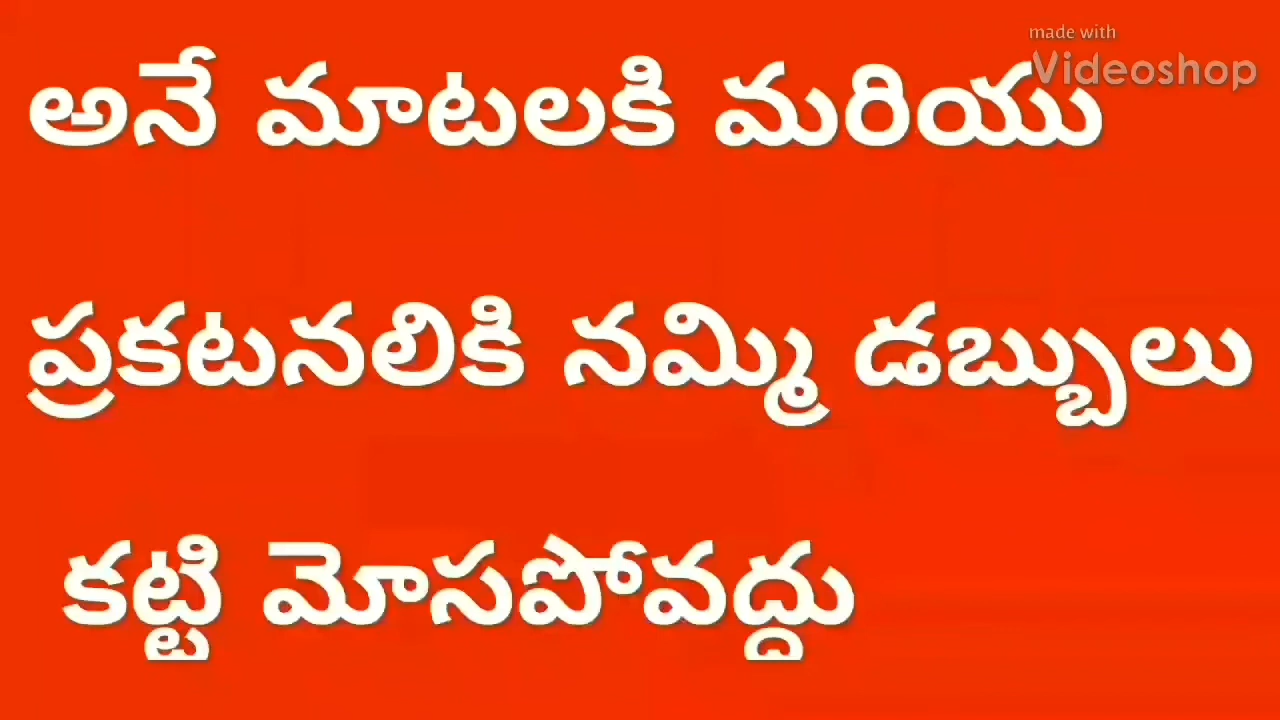 made with
Videoshop
అనే మాటలకి మరియు
ప్రకటనలికి నమ్మి డబ్బులు
కట్టి మోసపోవద్దు